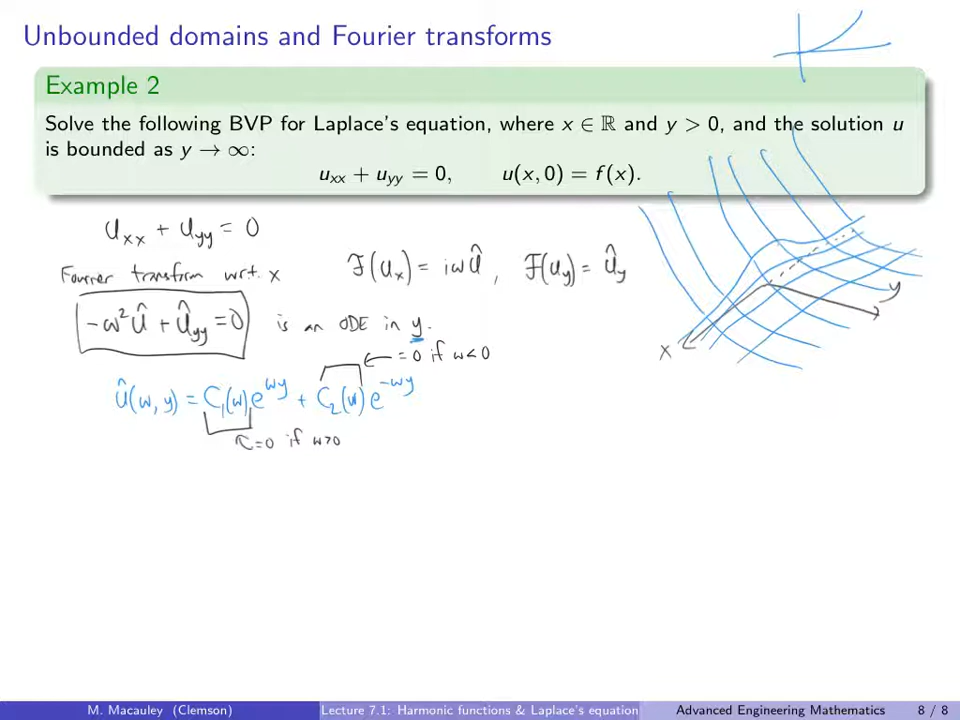 Unbounded domains and Fourier transforms
Example 2
Solve the following BVP for Laplace's equation, where x ∈ ℝ and y > 0, and the solution u
is bounded as y → ∞:
u_xx + u_yy = 0, u(x, 0) = f(x).
u_xx + u_yy = 0
Fourier transform w.r.t. x F(u_x) = iωû, F(u_y) = û_y
-ω²û + û_yy = 0 is an ODE in y.
= 0 if ω < 0
û(ω, y) = C₁(ω)e^{ωy} + C₂(ω)e^{-ωy}
= 0 if ω > 0
y
x
M. Macauley (Clemson) Lecture 7.1: Harmonic functions & Laplace's equation Advanced Engineering Mathematics 8 / 8